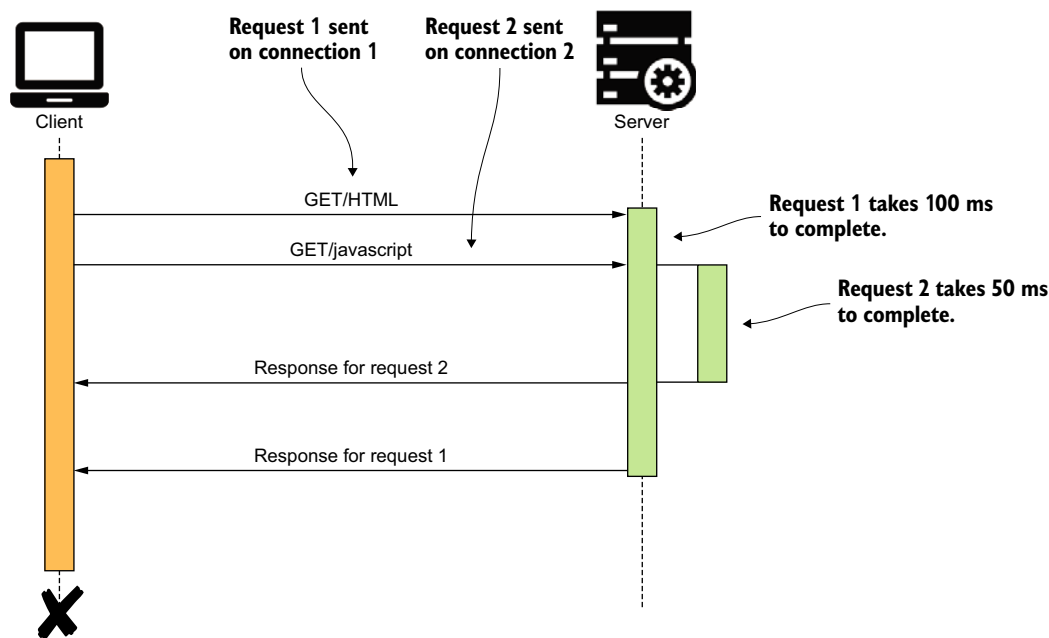 Request 1 sent
on connection 1
Request 2 sent
on connection 2
Client
Server
GET/HTML
Request 1 takes 100 ms
to complete.
GET/javascript
Request 2 takes 50 ms
to complete.
Response for request 2
Response for request 1